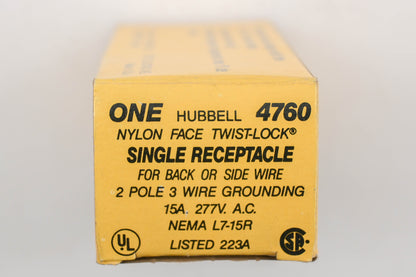 ONE HUBBELL 4760
NYLON FACE TWIST-LOCK®
SINGLE RECEPTACLE
FOR BACK OR SIDE WIRE
2 POLE 3 WIRE GROUNDING
15A. 277V. A.C.
NEMA L7-15R
UL LISTED 223A SA